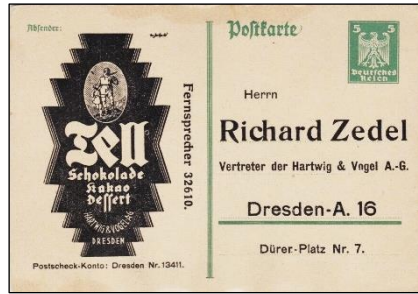 Absender:
Tell
Schokolade
Kakao
Dessert
HARTWIG & VOGEL A.G.
DRESDEN
Fernsprecher 32610.
Postscheck-Konto: Dresden Nr. 13411.
Postkarte
5 5
Deutsches
Reich
Herrn
Richard Zedel
Vertreter der Hartwig & Vogel A.-G.
Dresden-A. 16
Dürer-Platz Nr. 7.